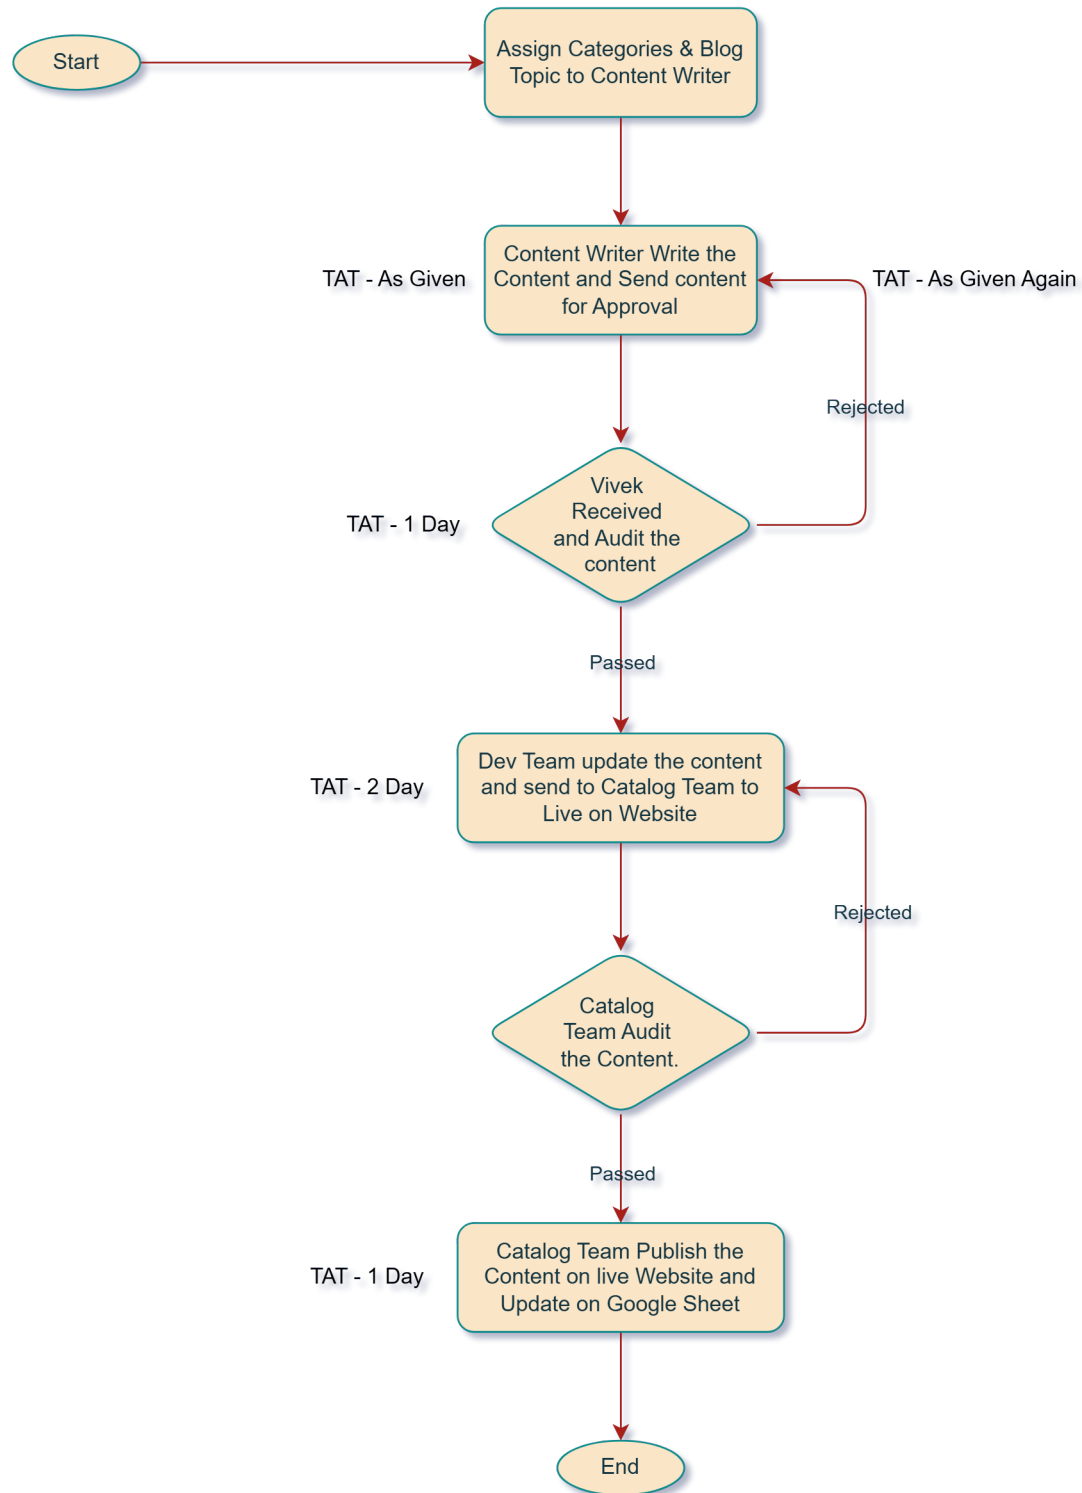 Start
Assign Categories & Blog
Topic to Content Writer
TAT - As Given
Content Writer Write the
Content and Send content
for Approval
TAT - As Given Again
Rejected
TAT - 1 Day
Vivek
Received
and Audit the
content
Passed
TAT - 2 Day
Dev Team update the content
and send to Catalog Team to
Live on Website
Rejected
Catalog
Team Audit
the Content.
Passed
TAT - 1 Day
Catalog Team Publish the
Content on live Website and
Update on Google Sheet
End